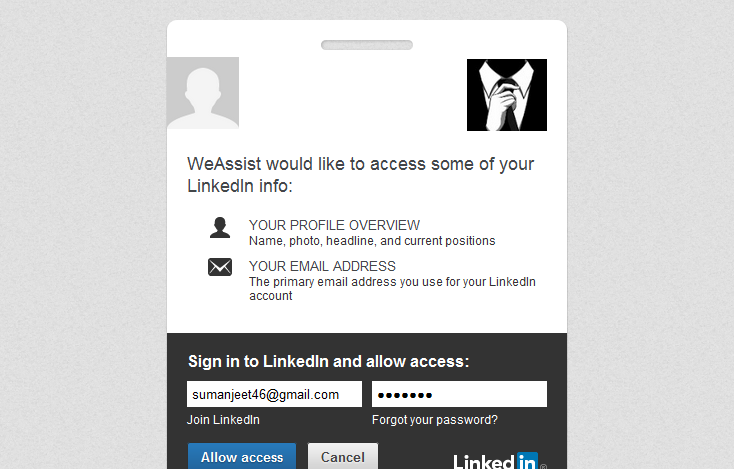 WeAssist would like to access some of your
LinkedIn info:
YOUR PROFILE OVERVIEW
Name, photo, headline, and current positions
YOUR EMAIL ADDRESS
The primary email address you use for your LinkedIn
account
Sign in to LinkedIn and allow access:
sumanjeet46@gmail.com •••••••
Join LinkedIn Forgot your password?
Allow access Cancel Linked in ®